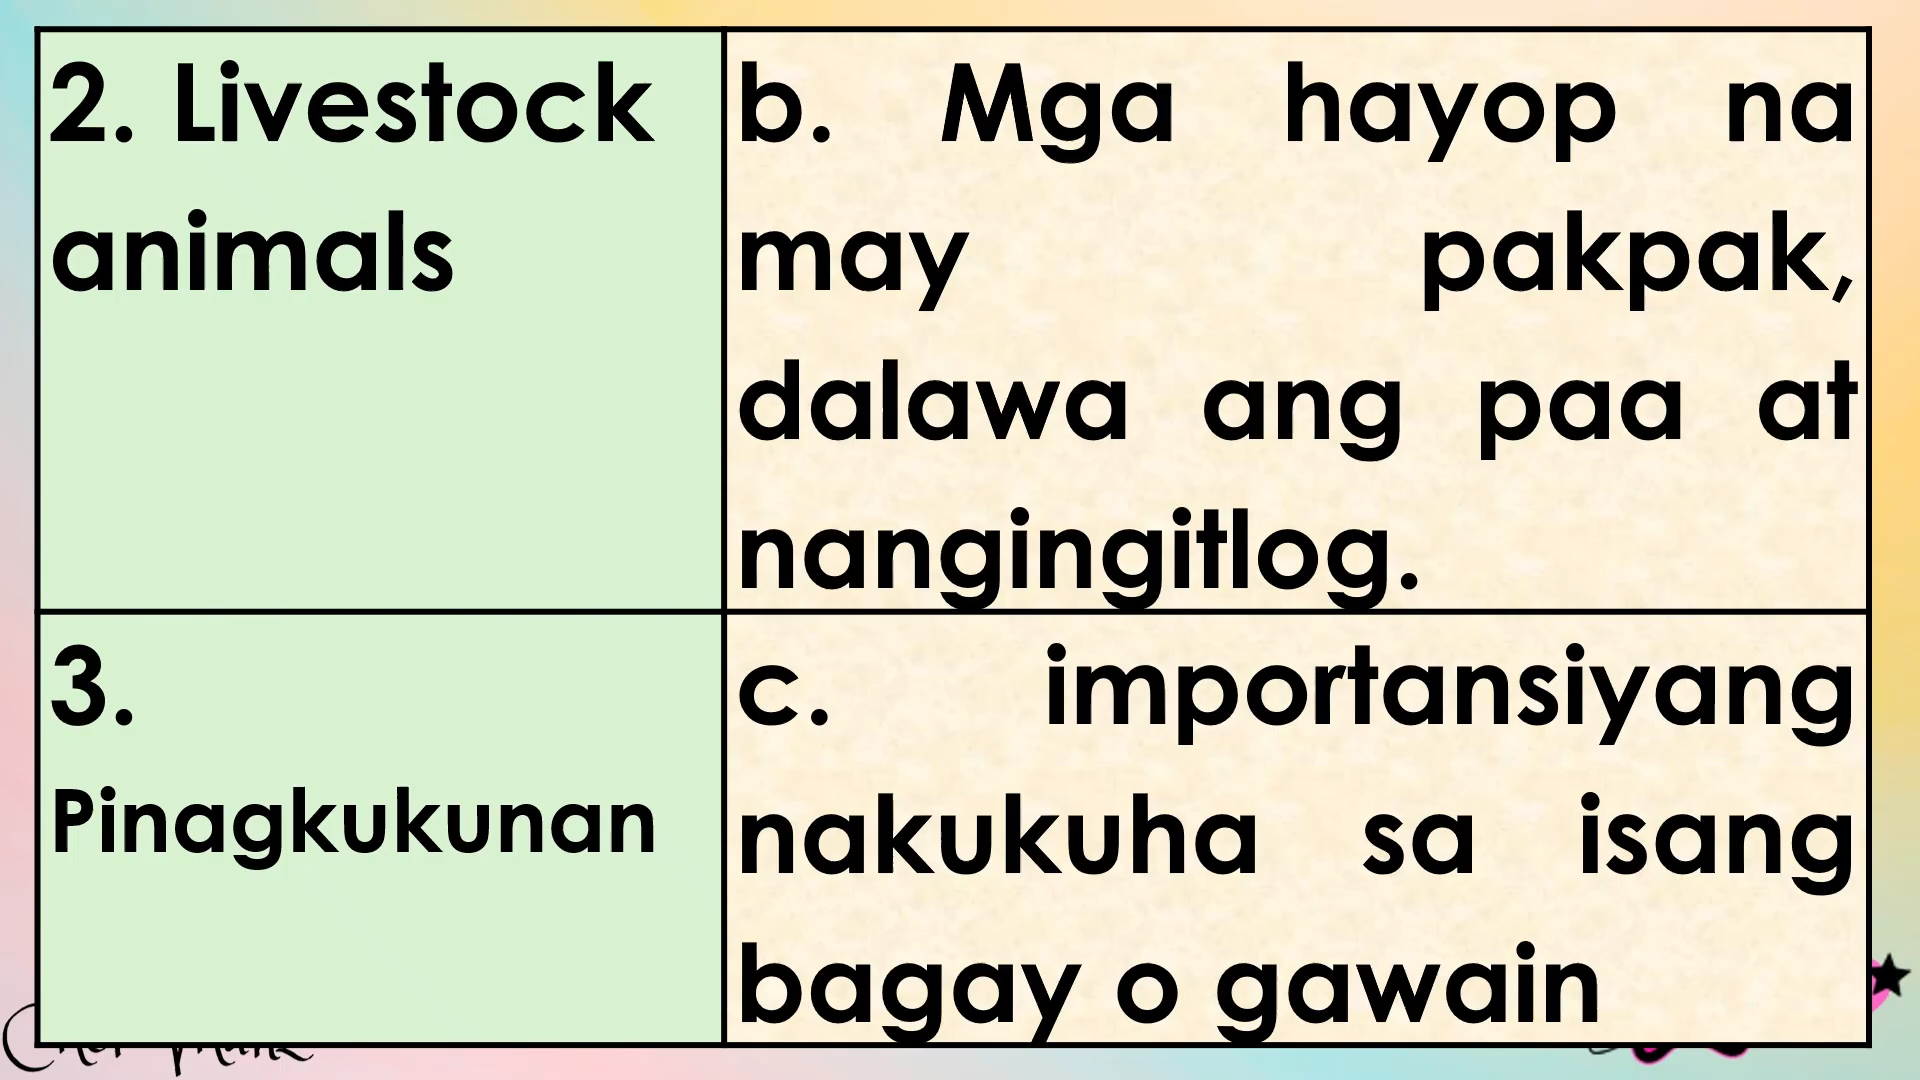 2. Livestock
animals
b. Mga hayop na
may pakpak,
dalawa ang paa at
nangingitlog.
3.
Pinagkukunan
c. importansiyang
nakukuha sa isang
bagay o gawain